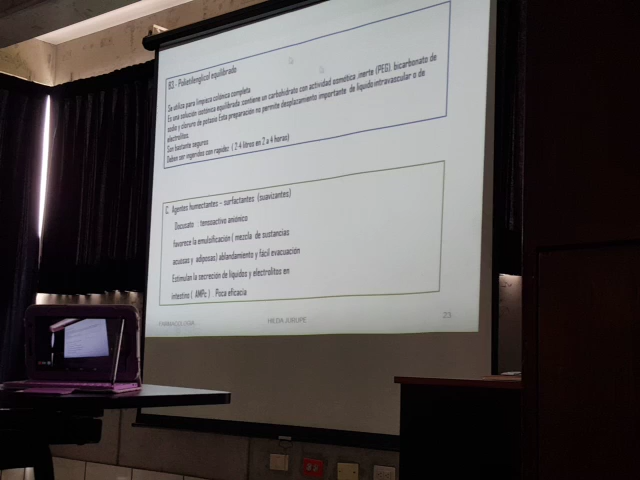 B3.- Polietilenglicol equilibrado
Se utiliza para limpieza colónica completa
Es una solución isotónica equilibrada contiene un carbohidrato con actividad osmótica inerte (PEG), bicarbonato de
sodio y cloruro de potasio Esta preparación no permite desplazamiento importante de líquido intravascular o de
electrolitos.
Son bastante seguros
Deben ser ingeridos con rapidez ( 2-4 litros en 2 a 4 horas)
C. Agentes humectantes - surfactantes (suavizantes)
Docusato : tensoactivo aniónico
favorece la emulsificación ( mezcla de sustancias
acuosas y adiposas) ablandamiento y fácil evacuación
Estimulan la secreción de líquidos y electrolitos en
intestino ( AMPc ) Poca eficacia
FARMACOLOGIA
HILDA JURUPE
23